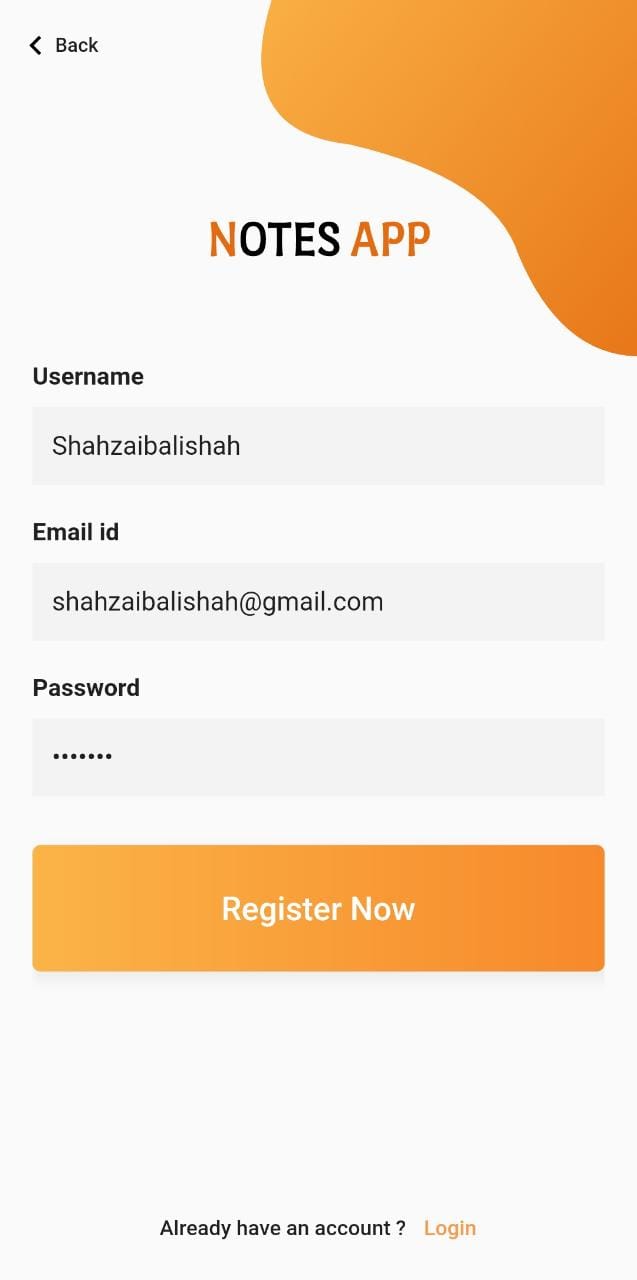 Back
NOTES APP
Username
Shahzaibalishah
Email id
shahzaibalishah@gmail.com
Password
•••••••
Register Now
Already have an account ? Login